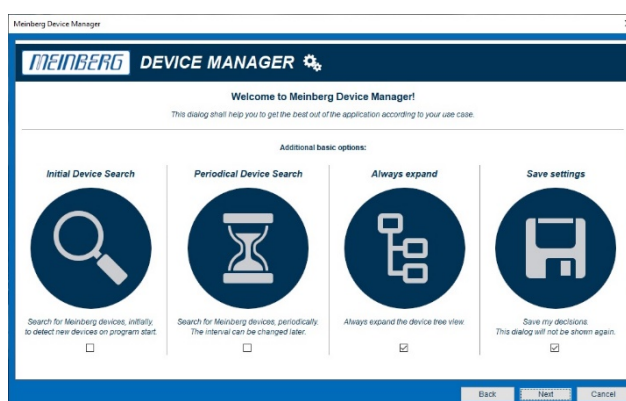 Meinberg Device Manager
MEINBERG DEVICE MANAGER
Welcome to Meinberg Device Manager!
This dialog shall help you to get the best out of the application according to your use case.
Additional basic options:
Initial Device Search
Periodical Device Search
Always expand
Save settings
Search for Meinberg devices, initially,
to detect new devices on program start.
Search for Meinberg devices, periodically.
The interval can be changed later.
Always expand the device tree view.
Save my decisions.
This dialog will not be shown again.
Back
Next
Cancel